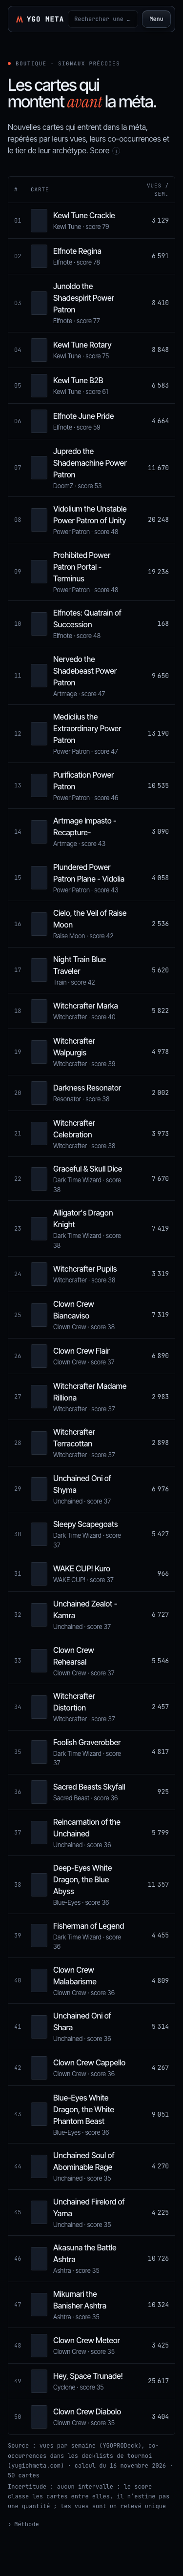 YGO META
Rechercher une …
Menu
BOUTIQUE · SIGNAUX PRÉCOCES
Les cartes qui
montent avant la méta.
Nouvelles cartes qui entrent dans la méta,
repérées par leurs vues, leurs co-occurrences et
le tier de leur archétype. Score i
# CARTE VUES /
SEM.
01 Kewl Tune Crackle 3 129
Kewl Tune · score 79
02 Elfnote Regina 6 591
Elfnote · score 78
03 Junoldo the
Shadespirit Power
Patron 8 410
Elfnote · score 77
04 Kewl Tune Rotary 8 848
Kewl Tune · score 75
05 Kewl Tune B2B 6 583
Kewl Tune · score 61
06 Elfnote June Pride 4 664
Elfnote · score 59
07 Jupredo the
Shademachine Power
Patron 11 670
DoomZ · score 53
08 Vidolium the Unstable
Power Patron of Unity 20 248
Power Patron · score 48
09 Prohibited Power
Patron Portal -
Terminus 19 236
Power Patron · score 48
10 Elfnotes: Quatrain of
Succession 168
Elfnote · score 48
11 Nervedo the
Shadebeast Power
Patron 9 650
Artmage · score 47
12 Mediclius the
Extraordinary Power
Patron 13 190
Power Patron · score 47
13 Purification Power
Patron 10 535
Power Patron · score 46
14 Artmage Impasto -
Recapture- 3 090
Artmage · score 43
15 Plundered Power
Patron Plane - Vidolia 4 058
Power Patron · score 43
16 Cielo, the Veil of Raise
Moon 2 536
Raise Moon · score 42
17 Night Train Blue
Traveler 5 620
Train · score 42
18 Witchcrafter Marka 5 822
Witchcrafter · score 40
19 Witchcrafter
Walpurgis 4 978
Witchcrafter · score 39
20 Darkness Resonator 2 002
Resonator · score 38
21 Witchcrafter
Celebration 3 973
Witchcrafter · score 38
22 Graceful & Skull Dice 7 670
Dark Time Wizard · score
38
23 Alligator's Dragon
Knight 7 419
Dark Time Wizard · score
38
24 Witchcrafter Pupils 3 319
Witchcrafter · score 38
25 Clown Crew
Biancaviso 7 319
Clown Crew · score 38
26 Clown Crew Flair 6 890
Clown Crew · score 37
27 Witchcrafter Madame
Rilliona 2 983
Witchcrafter · score 37
28 Witchcrafter
Terracottan 2 898
Witchcrafter · score 37
29 Unchained Oni of
Shyma 6 976
Unchained · score 37
30 Sleepy Scapegoats 5 427
Dark Time Wizard · score
37
31 WAKE CUP! Kuro 966
WAKE CUP! · score 37
32 Unchained Zealot -
Kamra 6 727
Unchained · score 37
33 Clown Crew
Rehearsal 5 546
Clown Crew · score 37
34 Witchcrafter
Distortion 2 457
Witchcrafter · score 37
35 Foolish Graverobber 4 817
Dark Time Wizard · score
37
36 Sacred Beasts Skyfall 925
Sacred Beast · score 36
37 Reincarnation of the
Unchained 5 799
Unchained · score 36
38 Deep-Eyes White
Dragon, the Blue
Abyss 11 357
Blue-Eyes · score 36
39 Fisherman of Legend 4 455
Dark Time Wizard · score
36
40 Clown Crew
Malabarisme 4 809
Clown Crew · score 36
41 Unchained Oni of
Shara 5 314
Unchained · score 36
42 Clown Crew Cappello 4 267
Clown Crew · score 36
43 Blue-Eyes White
Dragon, the White
Phantom Beast 9 051
Blue-Eyes · score 36
44 Unchained Soul of
Abominable Rage 4 270
Unchained · score 35
45 Unchained Firelord of
Yama 4 225
Unchained · score 35
46 Akasuna the Battle
Ashtra 10 726
Ashtra · score 35
47 Mikumari the
Banisher Ashtra 10 324
Ashtra · score 35
48 Clown Crew Meteor 3 425
Clown Crew · score 35
49 Hey, Space Trunade! 25 617
Cyclone · score 35
50 Clown Crew Diabolo 3 404
Clown Crew · score 35
Source : vues par semaine (YGOPRODeck), co-
occurrences dans les decklists de tournoi
(yugiohmeta.com) · calcul du 16 novembre 2026 ·
50 cartes
Incertitude : aucun intervalle : le score
classe les cartes entre elles, il n'estime pas
une quantité ; les vues sont un relevé unique
› Méthode